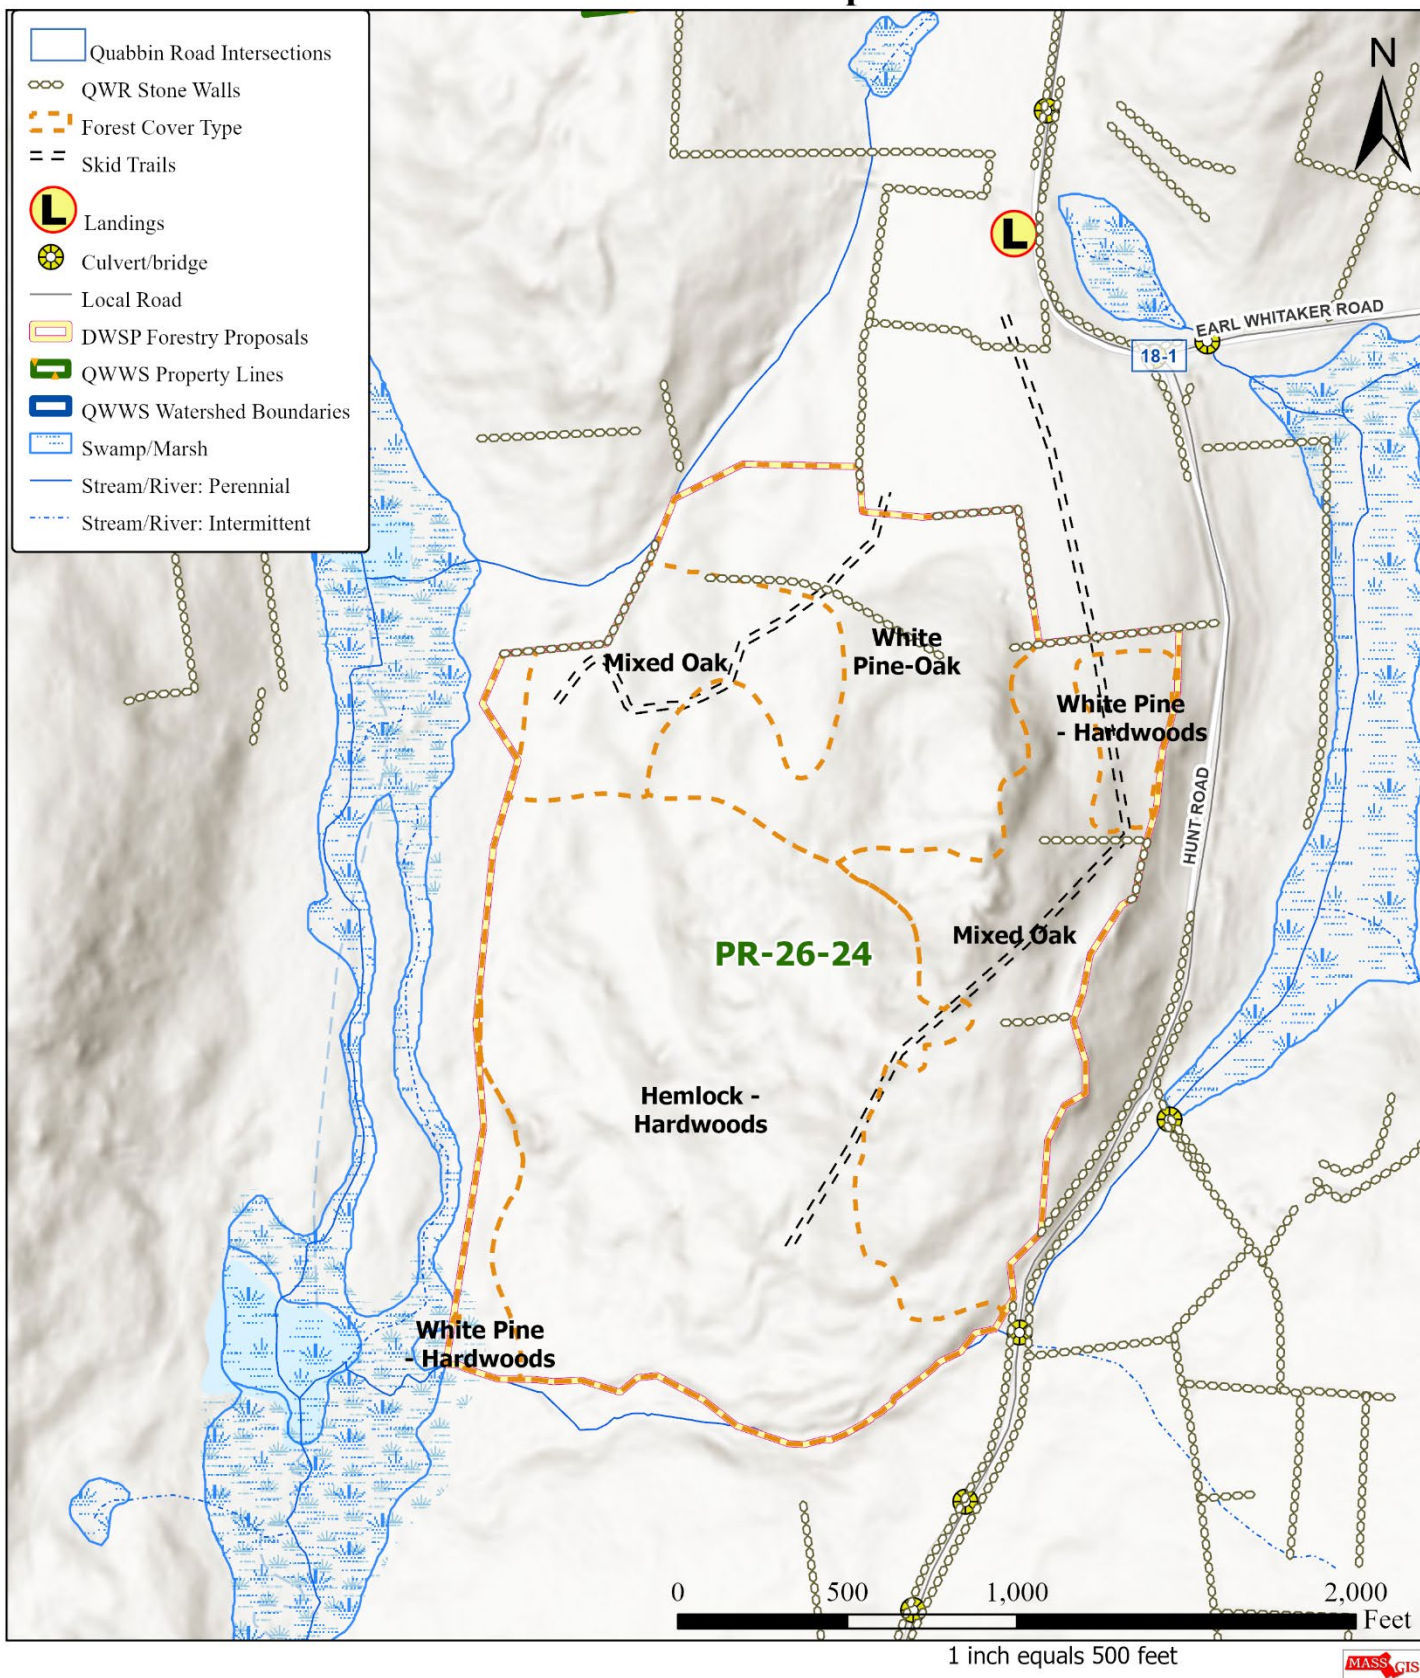 Quabbin Road Intersections
QWR Stone Walls
Forest Cover Type
Skid Trails
L
Landings
Culvert/bridge
Local Road
DWSP Forestry Proposals
QWWS Property Lines
QWWS Watershed Boundaries
Swamp/Marsh
Stream/River: Perennial
Stream/River: Intermittent
N
L
EARL WHITAKER ROAD
18-1
Mixed Oak
White
Pine-Oak
White Pine
- Hardwoods
HUNT ROAD
Mixed Oak
PR-26-24
Hemlock -
Hardwoods
White Pine
- Hardwoods
0 500 1,000 2,000
Feet
1 inch equals 500 feet
MASS GIS